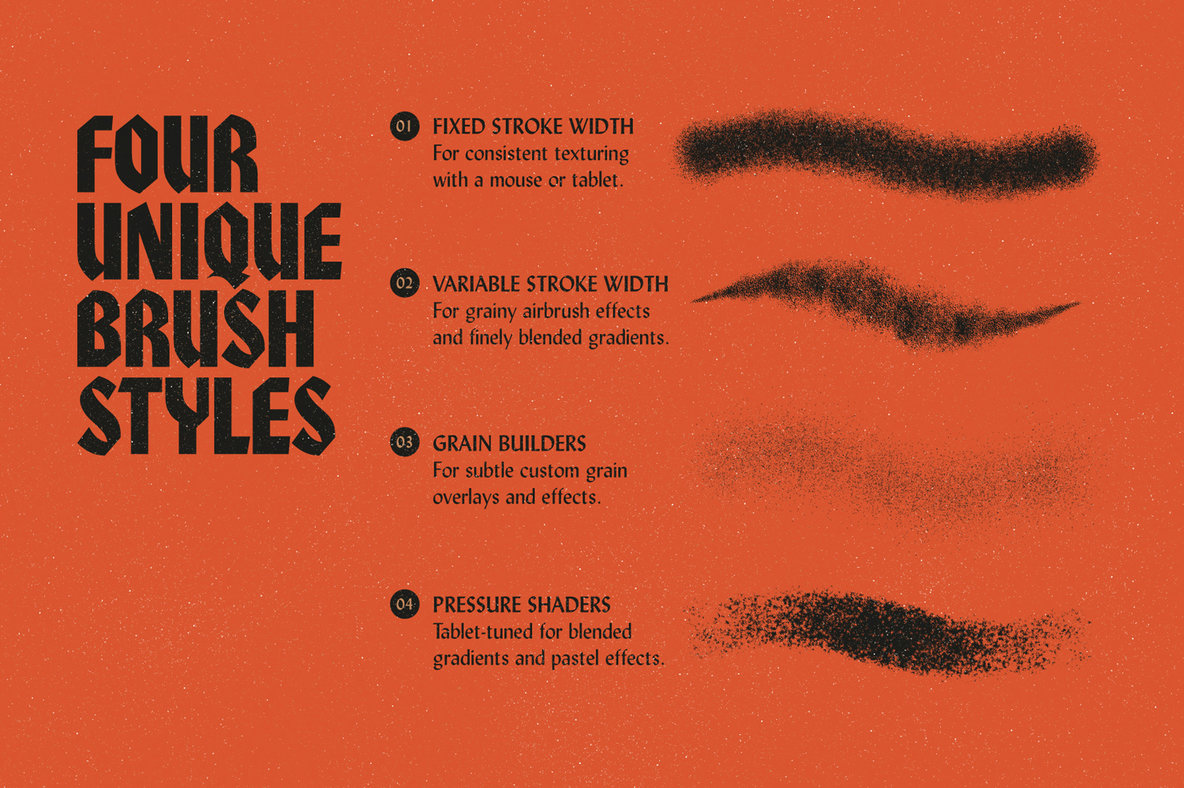 FOUR
UNIQUE
BRUSH
STYLES
01 FIXED STROKE WIDTH
For consistent texturing
with a mouse or tablet.
02 VARIABLE STROKE WIDTH
For grainy airbrush effects
and finely blended gradients.
03 GRAIN BUILDERS
For subtle custom grain
overlays and effects.
04 PRESSURE SHADERS
Tablet-tuned for blended
gradients and pastel effects.